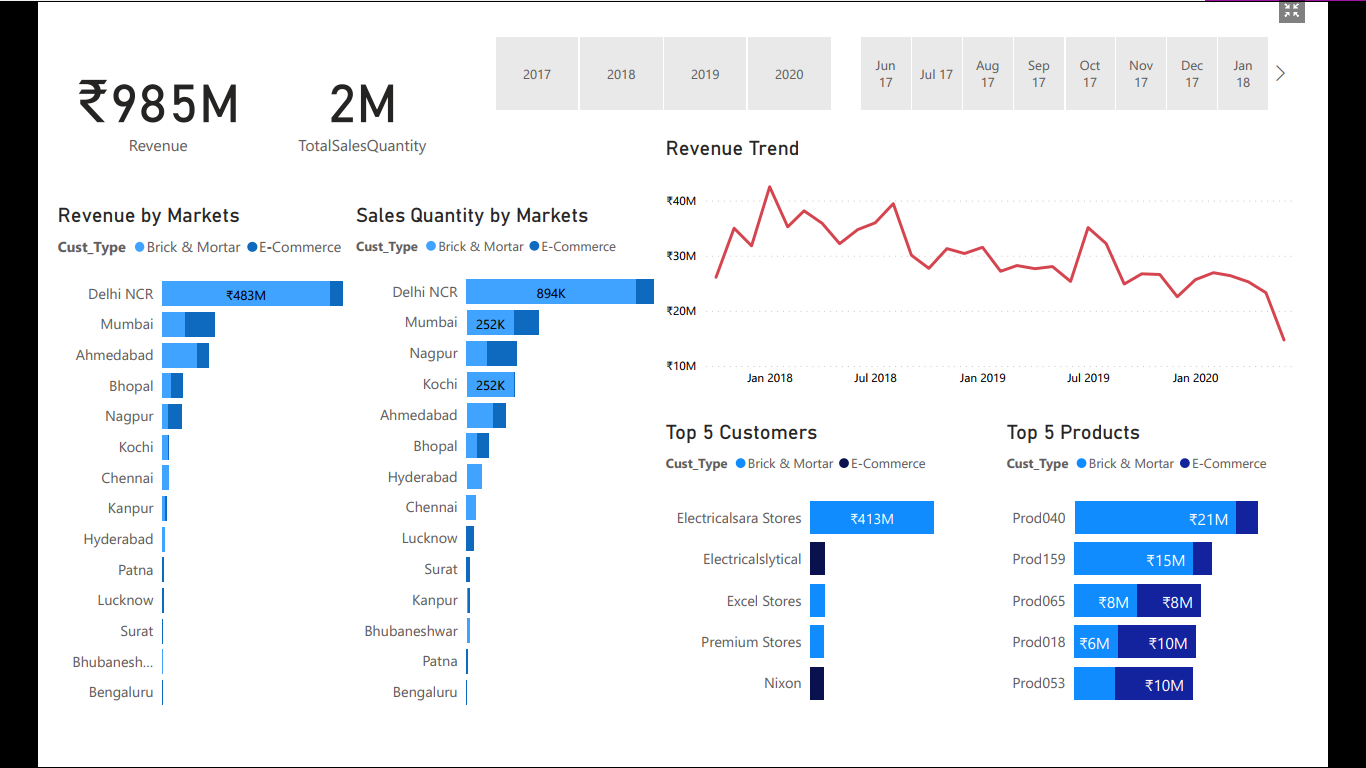 2017 2018 2019 2020
Jun 17 Jul 17 Aug 17 Sep 17 Oct 17 Nov 17 Dec 17 Jan 18
₹985M
Revenue
2M
TotalSalesQuantity
Revenue by Markets
Cust_Type Brick & Mortar E-Commerce
Delhi NCR ₹483M
Mumbai
Ahmedabad
Bhopal
Nagpur
Kochi
Chennai
Kanpur
Hyderabad
Patna
Lucknow
Surat
Bhubanesh...
Bengaluru
Sales Quantity by Markets
Cust_Type Brick & Mortar E-Commerce
Delhi NCR 894K
Mumbai 252K
Nagpur
Kochi 252K
Ahmedabad
Bhopal
Hyderabad
Chennai
Lucknow
Surat
Kanpur
Bhubaneshwar
Patna
Bengaluru
Revenue Trend
₹40M
₹30M
₹20M
₹10M
Jan 2018 Jul 2018 Jan 2019 Jul 2019 Jan 2020
Top 5 Customers
Cust_Type Brick & Mortar E-Commerce
Electricalsara Stores ₹413M
Electricalslytical
Excel Stores
Premium Stores
Nixon
Top 5 Products
Cust_Type Brick & Mortar E-Commerce
Prod040 ₹21M
Prod159 ₹15M
Prod065 ₹8M ₹8M
Prod018 ₹6M ₹10M
Prod053 ₹10M